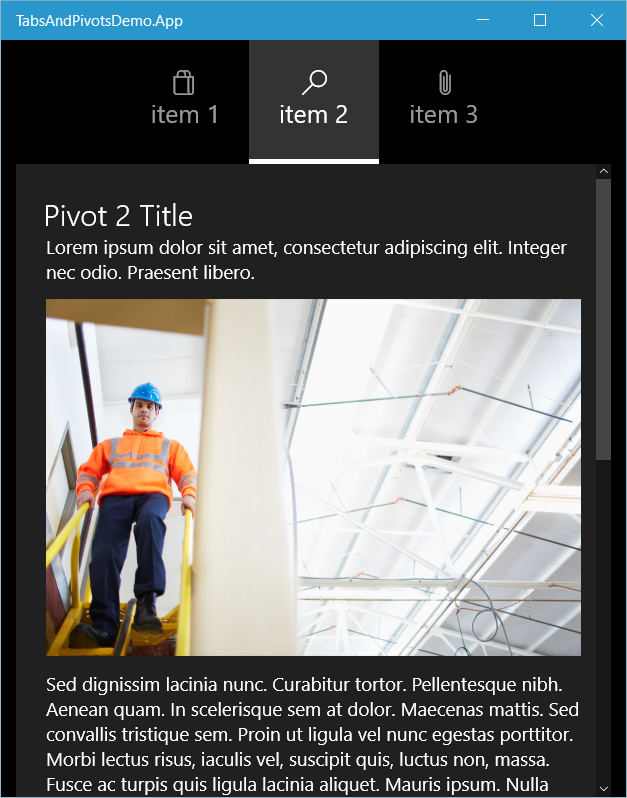 TabsAndPivotsDemo.App
item 1
item 2
item 3
Pivot 2 Title
Lorem ipsum dolor sit amet, consectetur adipiscing elit. Integer
nec odio. Praesent libero.
Sed dignissim lacinia nunc. Curabitur tortor. Pellentesque nibh.
Aenean quam. In scelerisque sem at dolor. Maecenas mattis. Sed
convallis tristique sem. Proin ut ligula vel nunc egestas porttitor.
Morbi lectus risus, iaculis vel, suscipit quis, luctus non, massa.
Fusce ac turpis quis ligula lacinia aliquet. Mauris ipsum. Nulla